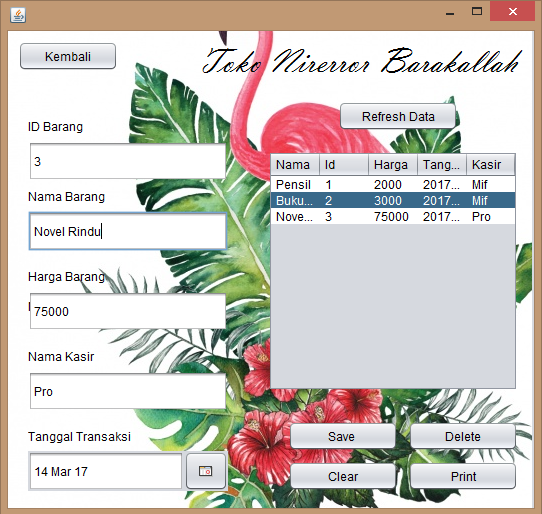 Kembali
Toko Nirerror Barakallah
Refresh Data
ID Barang
3
Nama Barang
Novel Rindu
Harga Barang
75000
Nama Kasir
Pro
Tanggal Transaksi
14 Mar 17
Nama Id Harga Tang... Kasir
Pensil 1 2000 2017... Mif
Buku... 2 3000 2017... Mif
Nove... 3 75000 2017... Pro
Save Delete
Clear Print